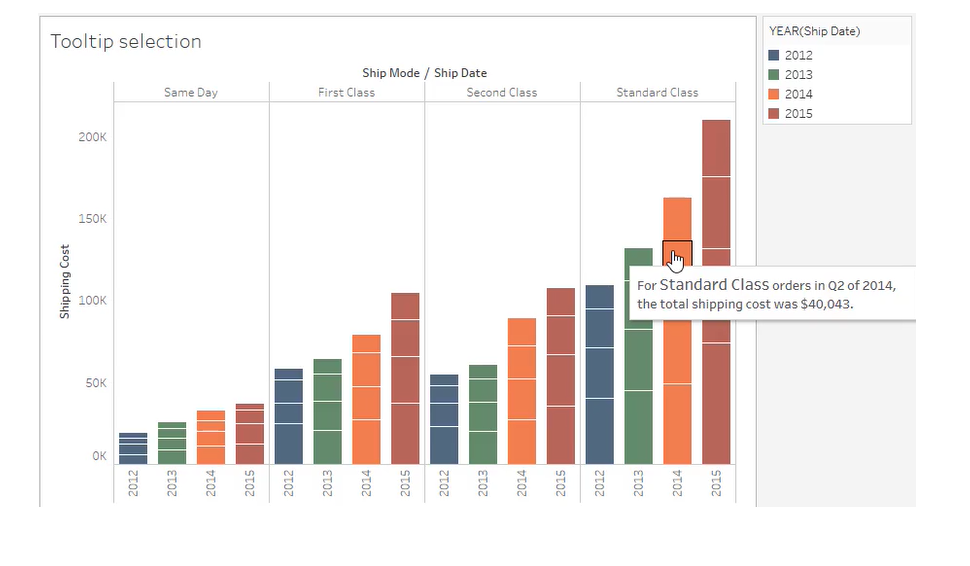 Tooltip selection
Ship Mode / Ship Date
Same Day
First Class
Second Class
Standard Class
Shipping Cost
200K
150K
100K
50K
0K
For Standard Class orders in Q2 of 2014,
the total shipping cost was $40,043.
2012
2013
2014
2015
2012
2013
2014
2015
2012
2013
2014
2015
2012
2013
2014
2015
YEAR(Ship Date)
2012
2013
2014
2015